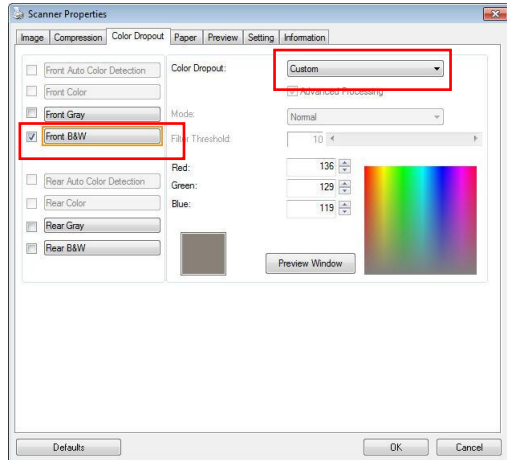 Scanner Properties
Image Compression Color Dropout Paper Preview Setting Information
Front Auto Color Detection
Front Color
Front Gray
Front B&W
Rear Auto Color Detection
Rear Color
Rear Gray
Rear B&W
Color Dropout: Custom
Advanced Processing
Mode: Normal
Filter Threshold: 10
Red: 136
Green: 129
Blue: 119
Preview Window
Defaults OK Cancel